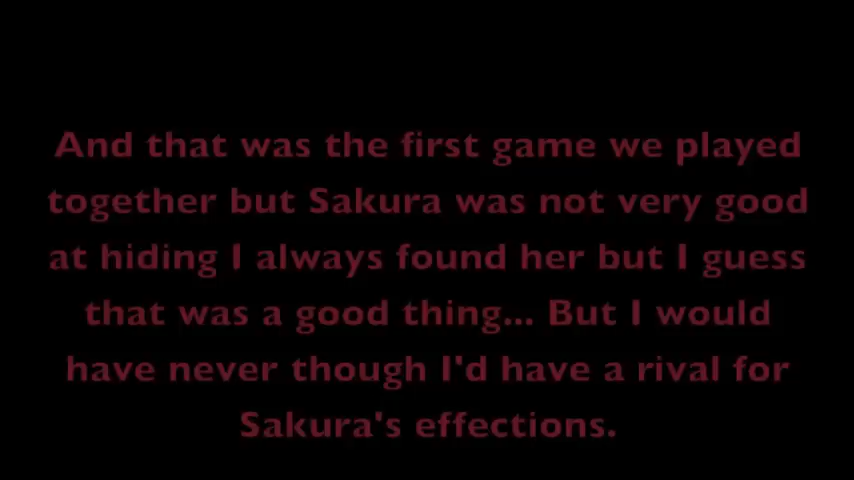 And that was the first game we played
together but Sakura was not very good
at hiding I always found her but I guess
that was a good thing... But I would
have never though I'd have a rival for
Sakura's effections.